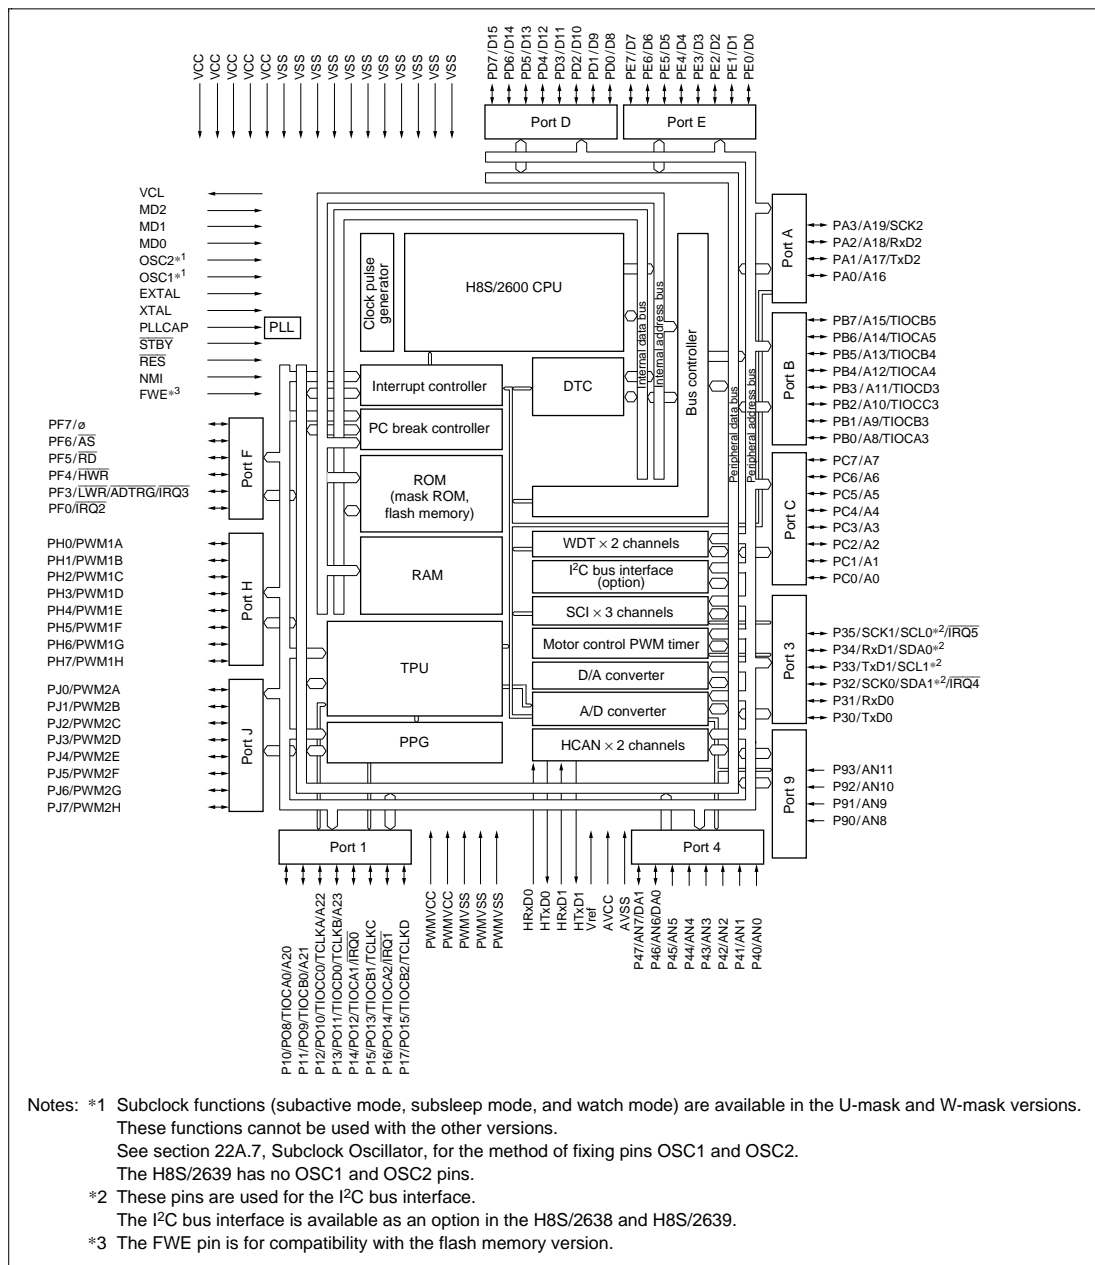 VCC
VCC
VCC
VCC
VCC
VSS
VSS
VSS
VSS
VSS
VSS
VSS
VSS
VSS
VSS
VSS
PD7/D15
PD6/D14
PD5/D13
PD4/D12
PD3/D11
PD2/D10
PD1/D9
PD0/D8
PE7/D7
PE6/D6
PE5/D5
PE4/D4
PE3/D3
PE2/D2
PE1/D1
PE0/D0
Port D
Port E
VCL
MD2
MD1
MD0
OSC2*1
OSC1*1
EXTAL
XTAL
PLLCAP
STBY
RES
NMI
FWE*3
PLL
Clock pulse
generator
H8S/2600 CPU
Internal data bus
Internal address bus
Bus controller
Peripheral data bus
Peripheral address bus
Interrupt controller
DTC
PC break controller
ROM
(mask ROM,
flash memory)
RAM
TPU
PPG
WDT × 2 channels
I2C bus interface
(option)
SCI × 3 channels
Motor control PWM timer
D/A converter
A/D converter
HCAN × 2 channels
Port A
PA3/A19/SCK2
PA2/A18/RxD2
PA1/A17/TxD2
PA0/A16
Port B
PB7/A15/TIOCB5
PB6/A14/TIOCA5
PB5/A13/TIOCB4
PB4/A12/TIOCA4
PB3/A11/TIOCD3
PB2/A10/TIOCC3
PB1/A9/TIOCB3
PB0/A8/TIOCA3
Port C
PC7/A7
PC6/A6
PC5/A5
PC4/A4
PC3/A3
PC2/A2
PC1/A1
PC0/A0
Port 3
P35/SCK1/SCL0*2/IRQ5
P34/RxD1/SDA0*2
P33/TxD1/SCL1*2
P32/SCK0/SDA1*2/IRQ4
P31/RxD0
P30/TxD0
Port 9
P93/AN11
P92/AN10
P91/AN9
P90/AN8
PF7/ø
PF6/AS
PF5/RD
PF4/HWR
PF3/LWR/ADTRG/IRQ3
PF0/IRQ2
Port F
PH0/PWM1A
PH1/PWM1B
PH2/PWM1C
PH3/PWM1D
PH4/PWM1E
PH5/PWM1F
PH6/PWM1G
PH7/PWM1H
Port H
PJ0/PWM2A
PJ1/PWM2B
PJ2/PWM2C
PJ3/PWM2D
PJ4/PWM2E
PJ5/PWM2F
PJ6/PWM2G
PJ7/PWM2H
Port J
Port 1
Port 4
P10/PO8/TIOCA0/A20
P11/PO9/TIOCB0/A21
P12/PO10/TIOCC0/TCLKA/A22
P13/PO11/TIOCD0/TCLKB/A23
P14/PO12/TIOCA1/IRQ0
P15/PO13/TIOCB1/TCLKC
P16/PO14/TIOCA2/IRQ1
P17/PO15/TIOCB2/TCLKD
PWMVCC
PWMVCC
PWMVSS
PWMVSS
PWMVSS
HRxD0
HTxD0
HRxD1
HTxD1
Vref
AVCC
AVSS
P47/AN7/DA1
P46/AN6/DA0
P45/AN5
P44/AN4
P43/AN3
P42/AN2
P41/AN1
P40/AN0
Notes: *1 Subclock functions (subactive mode, subsleep mode, and watch mode) are available in the U-mask and W-mask versions.
These functions cannot be used with the other versions.
See section 22A.7, Subclock Oscillator, for the method of fixing pins OSC1 and OSC2.
The H8S/2639 has no OSC1 and OSC2 pins.
*2 These pins are used for the I2C bus interface.
The I2C bus interface is available as an option in the H8S/2638 and H8S/2639.
*3 The FWE pin is for compatibility with the flash memory version.